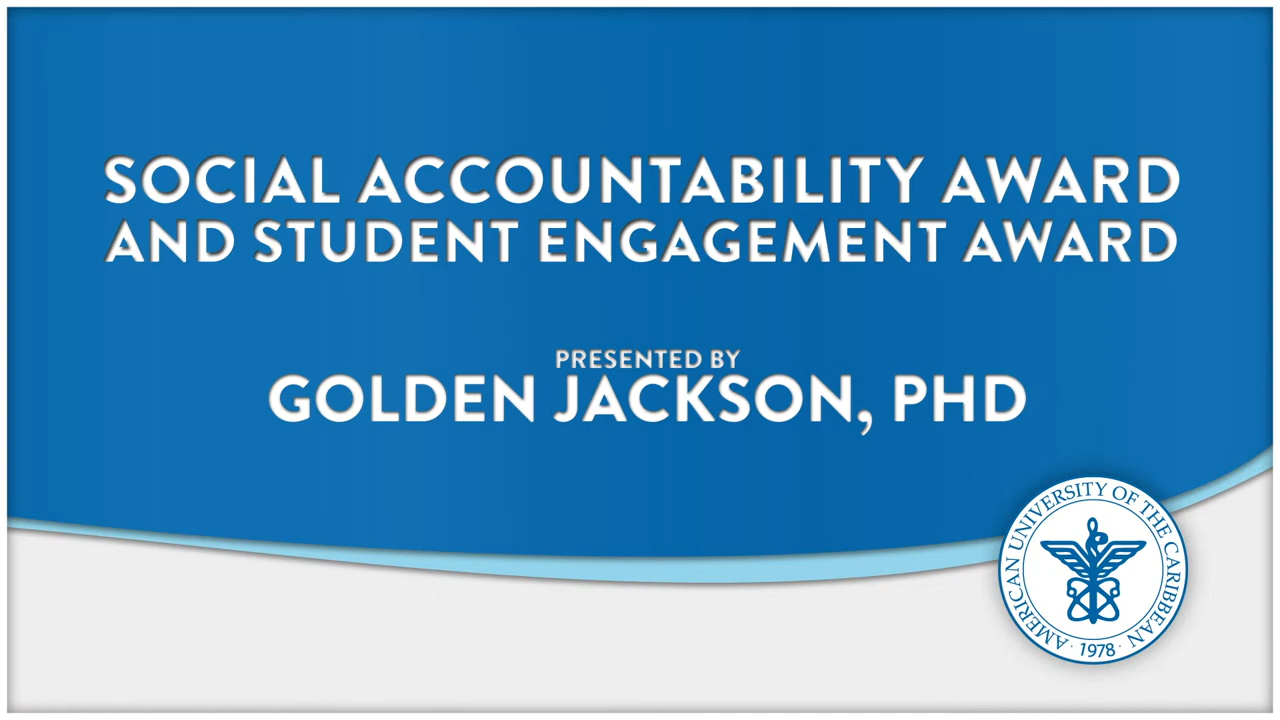 SOCIAL ACCOUNTABILITY AWARD
AND STUDENT ENGAGEMENT AWARD
PRESENTED BY
GOLDEN JACKSON, PHD
AMERICAN UNIVERSITY OF THE CARIBBEAN
· 1978 ·